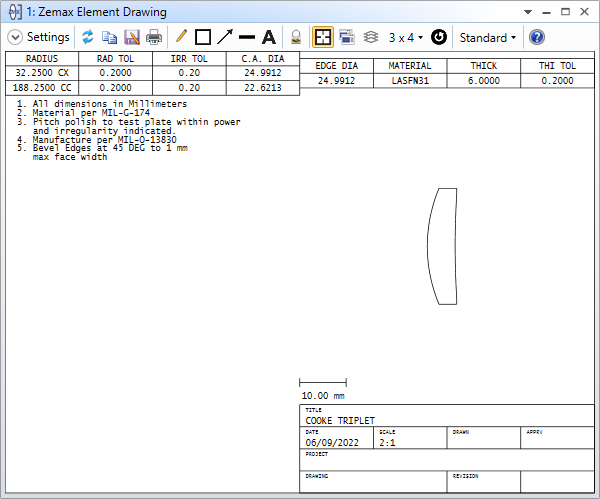 1: Zemax Element Drawing
Settings
3 x 4
Standard
RADIUS RAD TOL IRR TOL C.A. DIA
32.2500 CX 0.2000 0.20 24.9912
188.2500 CC 0.2000 0.20 22.6213
EDGE DIA MATERIAL THICK THI TOL
24.9912 LASFN31 6.0000 0.2000
1. All dimensions in Millimeters
2. Material per MIL-G-174
3. Pitch polish to test plate within power
and irregularity indicated.
4. Manufacture per MIL-O-13830
5. Bevel Edges at 45 DEG to 1 mm
max face width
10.00 mm
TITLE
COOKE TRIPLET
DATE SCALE DRAWN APPRV
06/09/2022 2:1
PROJECT
DRAWING REVISION